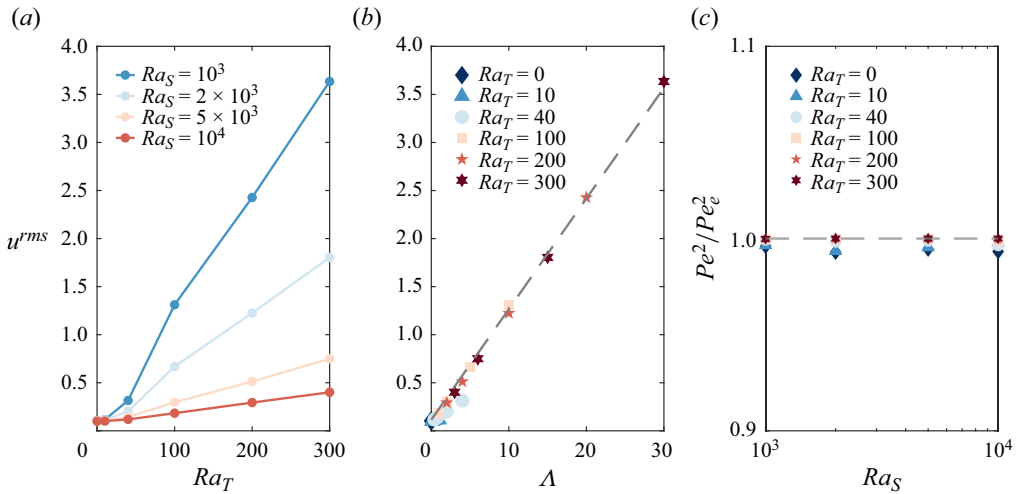 (a)
4.0
3.5
3.0
2.5
2.0
1.5
1.0
0.5
0
100
200
300
u^rms
Ra_T
Ra_S = 10^3
Ra_S = 2 × 10^3
Ra_S = 5 × 10^3
Ra_S = 10^4
(b)
4.0
3.5
3.0
2.5
2.0
1.5
1.0
0.5
0
10
20
30
Λ
Ra_T = 0
Ra_T = 10
Ra_T = 40
Ra_T = 100
Ra_T = 200
Ra_T = 300
(c)
1.1
1.0
0.9
10^3
10^4
Pe^2/Pe_e^2
Ra_S
Ra_T = 0
Ra_T = 10
Ra_T = 40
Ra_T = 100
Ra_T = 200
Ra_T = 300